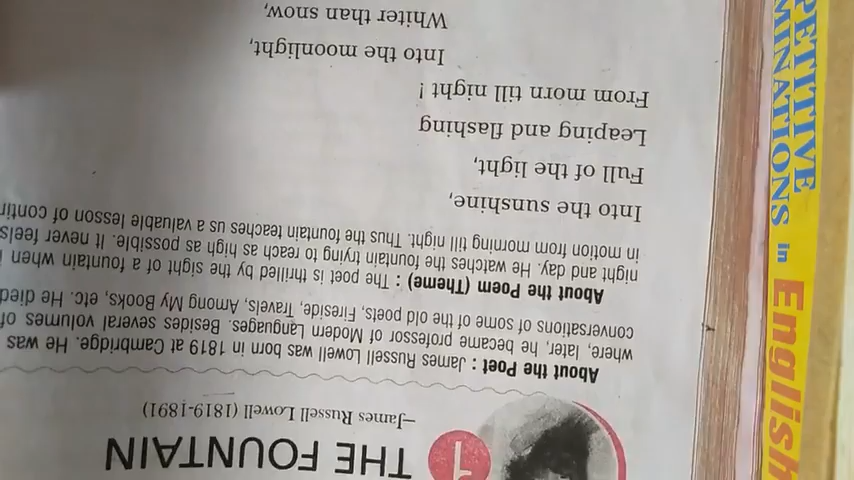 1
THE FOUNTAIN
—James Russell Lowell (1819-1891)
About the Poet : James Russell Lowell was born in 1819 at Cambridge. He was
where, later, he became professor of Modern Languages. Besides several volumes of
conversations of some of the old poets, Fireside, Travels, Among My Books, etc. He died
About the Poem (Theme) : The poet is thrilled by the sight of a fountain when
night and day. He watches the fountain trying to reach as high as possible. It never feels
in motion from morning till night. Thus the fountain teaches us a valuable lesson of
Into the sunshine,
Full of the light,
Leaping and flashing
From morn till night !
Into the moonlight,
Whiter than snow,
PETITIVE
MINATIONS in English